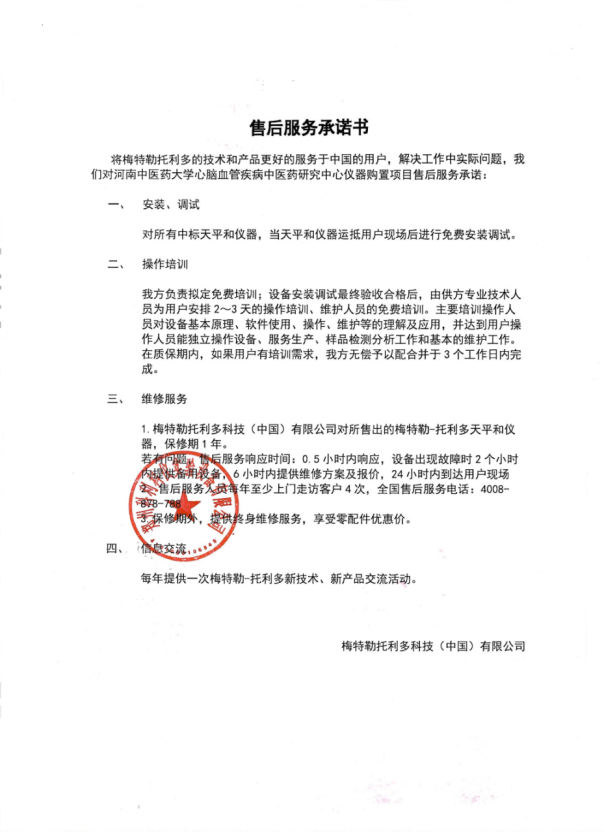 售后服务承诺书
将梅特勒托利多的技术和产品更好的服务于中国的用户，解决工作中实际问题，我
们对河南中医药大学心脑血管疾病中医药研究中心仪器购置项目售后服务承诺：
一、 安装、调试
对所有中标天平和仪器，当天平和仪器运抵用户现场后进行免费安装调试。
二、 操作培训
我方负责拟定免费培训；设备安装调试最终验收合格后，由供方专业技术人
员为用户安排 2～3 天的操作培训、维护人员的免费培训。主要培训操作人
员对设备基本原理、软件使用、操作、维护等的理解及应用，并达到用户操
作人员能独立操作设备、服务生产、样品检测分析工作和基本的维护工作。
在质保期内，如果用户有培训需求，我方无偿予以配合并于 3 个工作日内完
成。
三、 维修服务
1.梅特勒托利多科技（中国）有限公司对所售出的梅特勒-托利多天平和仪
器，保修期 1 年。
若有问题，售后服务响应时间：0.5 小时内响应，设备出现故障时 2 个小时
内提供备用设备，6 小时内提供维修方案及报价，24 小时内到达用户现场
售后服务人员每年至少上门走访客户 4 次，全国售后服务电话：4008-
878-788
3.保修期外，提供终身维修服务，享受零配件优惠价。
四、 信息交流
每年提供一次梅特勒-托利多新技术、新产品交流活动。
梅特勒托利多科技（中国）有限公司